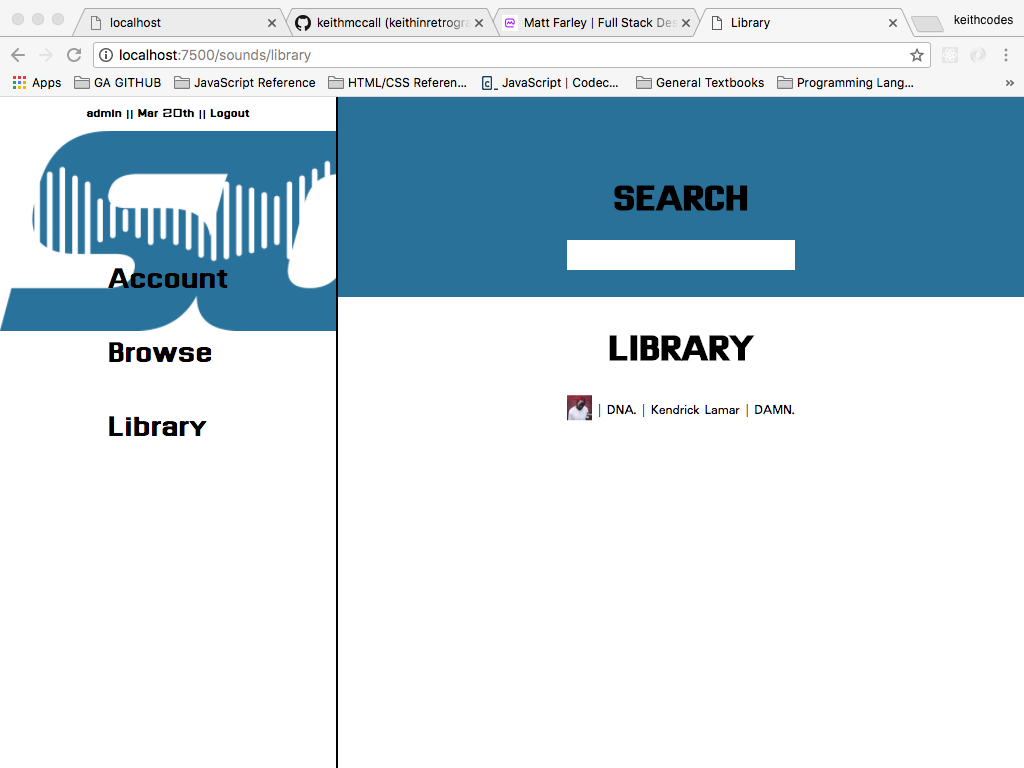 localhost
keithmccall (keithinretrogra
Matt Farley | Full Stack Des
Library
keithcodes
localhost:7500/sounds/library
Apps
GA GITHUB
JavaScript Reference
HTML/CSS Referen...
JavaScript | Codec...
General Textbooks
Programming Lang...
»
admin || Mar 20th || Logout
Account
Browse
Library
SEARCH
LIBRARY
| DNA. | Kendrick Lamar | DAMN.